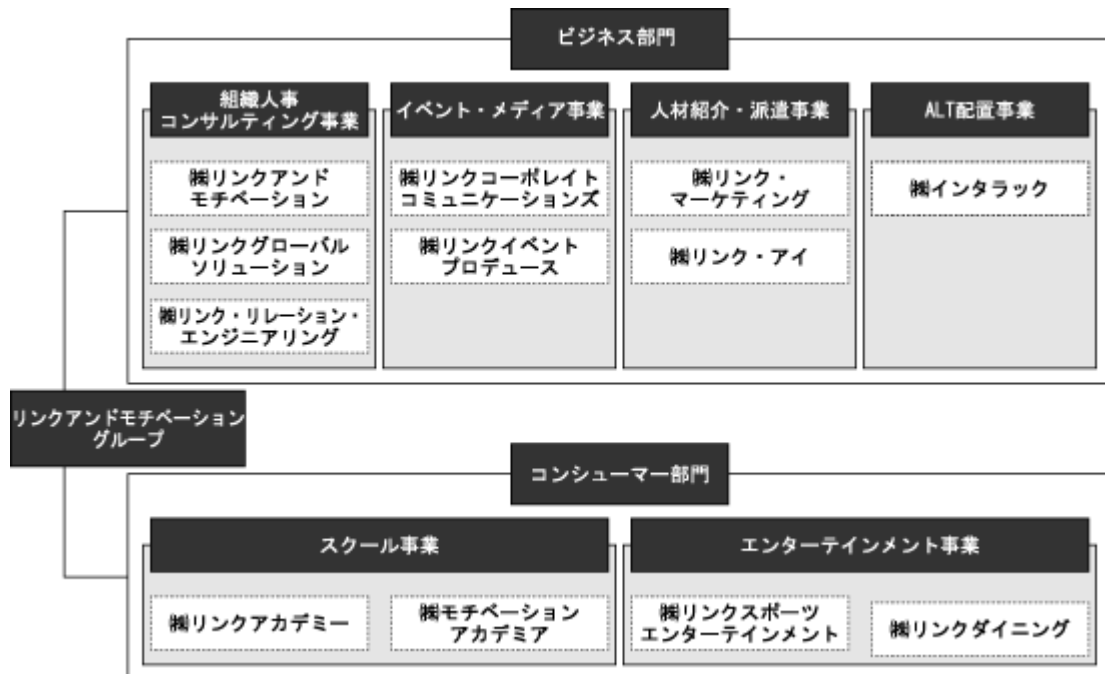 ビジネス部門
組織人事
コンサルティング事業
㈱リンクアンド
モチベーション
㈱リンクグローバル
ソリューション
㈱リンク・リレーション・
エンジニアリング
イベント・メディア事業
㈱リンクコーポレイト
コミュニケーションズ
㈱リンクイベント
プロデュース
人材紹介・派遣事業
㈱リンク・
マーケティング
㈱リンク・アイ
ALT配置事業
㈱インタラック
リンクアンドモチベーション
グループ
コンシューマー部門
スクール事業
㈱リンクアカデミー
㈱モチベーション
アカデミア
エンターテインメント事業
㈱リンクスポーツ
エンターテインメント
㈱リンクダイニング